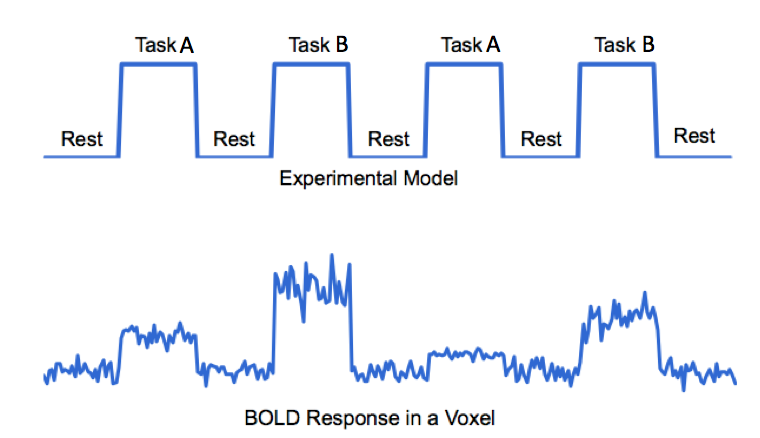 Task A Task B Task A Task B
Rest Rest Rest Rest Rest
Experimental Model
BOLD Response in a Voxel